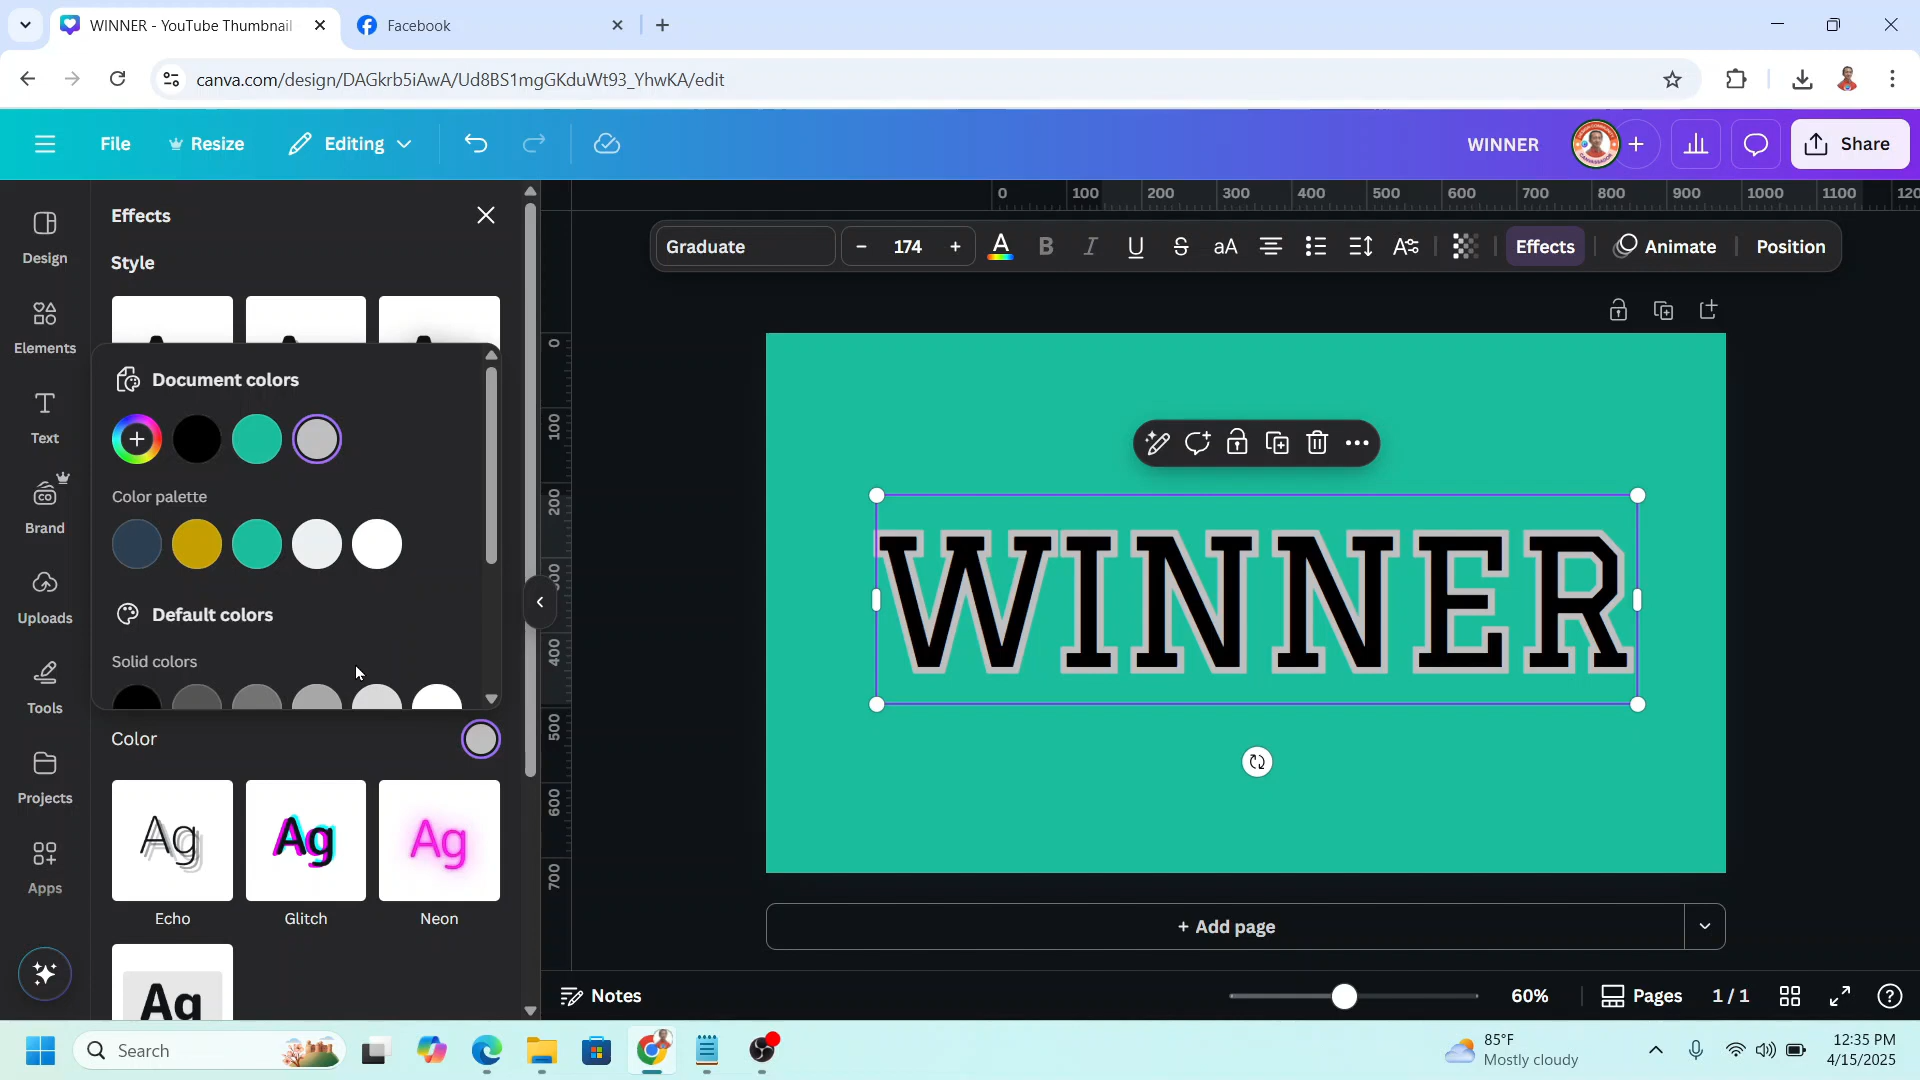 WINNER - YouTube Thumbnail
Facebook
canva.com/design/DAGkrb5iAwA/Ud8BS1mgGKduWt93_YhwKA/edit
File
Resize
Editing
WINNER
Share
0 100 200 300 400 500 600 700 800 900 1000 1100 120
Effects
Style
Graduate
– 174 +
A B I U S aA
Effects
Animate
Position
Design
Elements
Text
Brand
Uploads
Tools
Projects
Apps
Document colors
Color palette
Default colors
Solid colors
Color
Ag Ag Ag
Echo Glitch Neon
Ag
0
100
200
400
500
600
700
WINNER
+ Add page
Notes
60%
Pages
1 / 1
Search
85°F
Mostly cloudy
12:35 PM
4/15/2025